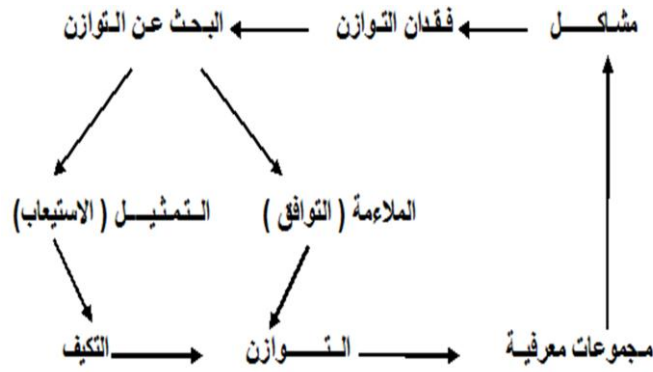 مشاكل فقدان التوازن البحث عن التوازن
الملاءمة ( التوافق ) التمثيل ( الاستيعاب)
مجموعات معرفية التوازن التكيف